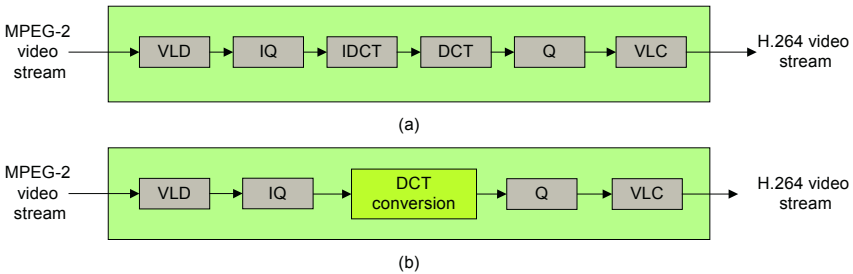 MPEG-2
video
stream
VLD
IQ
IDCT
DCT
Q
VLC
H.264 video
stream
(a)
MPEG-2
video
stream
VLD
IQ
DCT
conversion
Q
VLC
H.264 video
stream
(b)